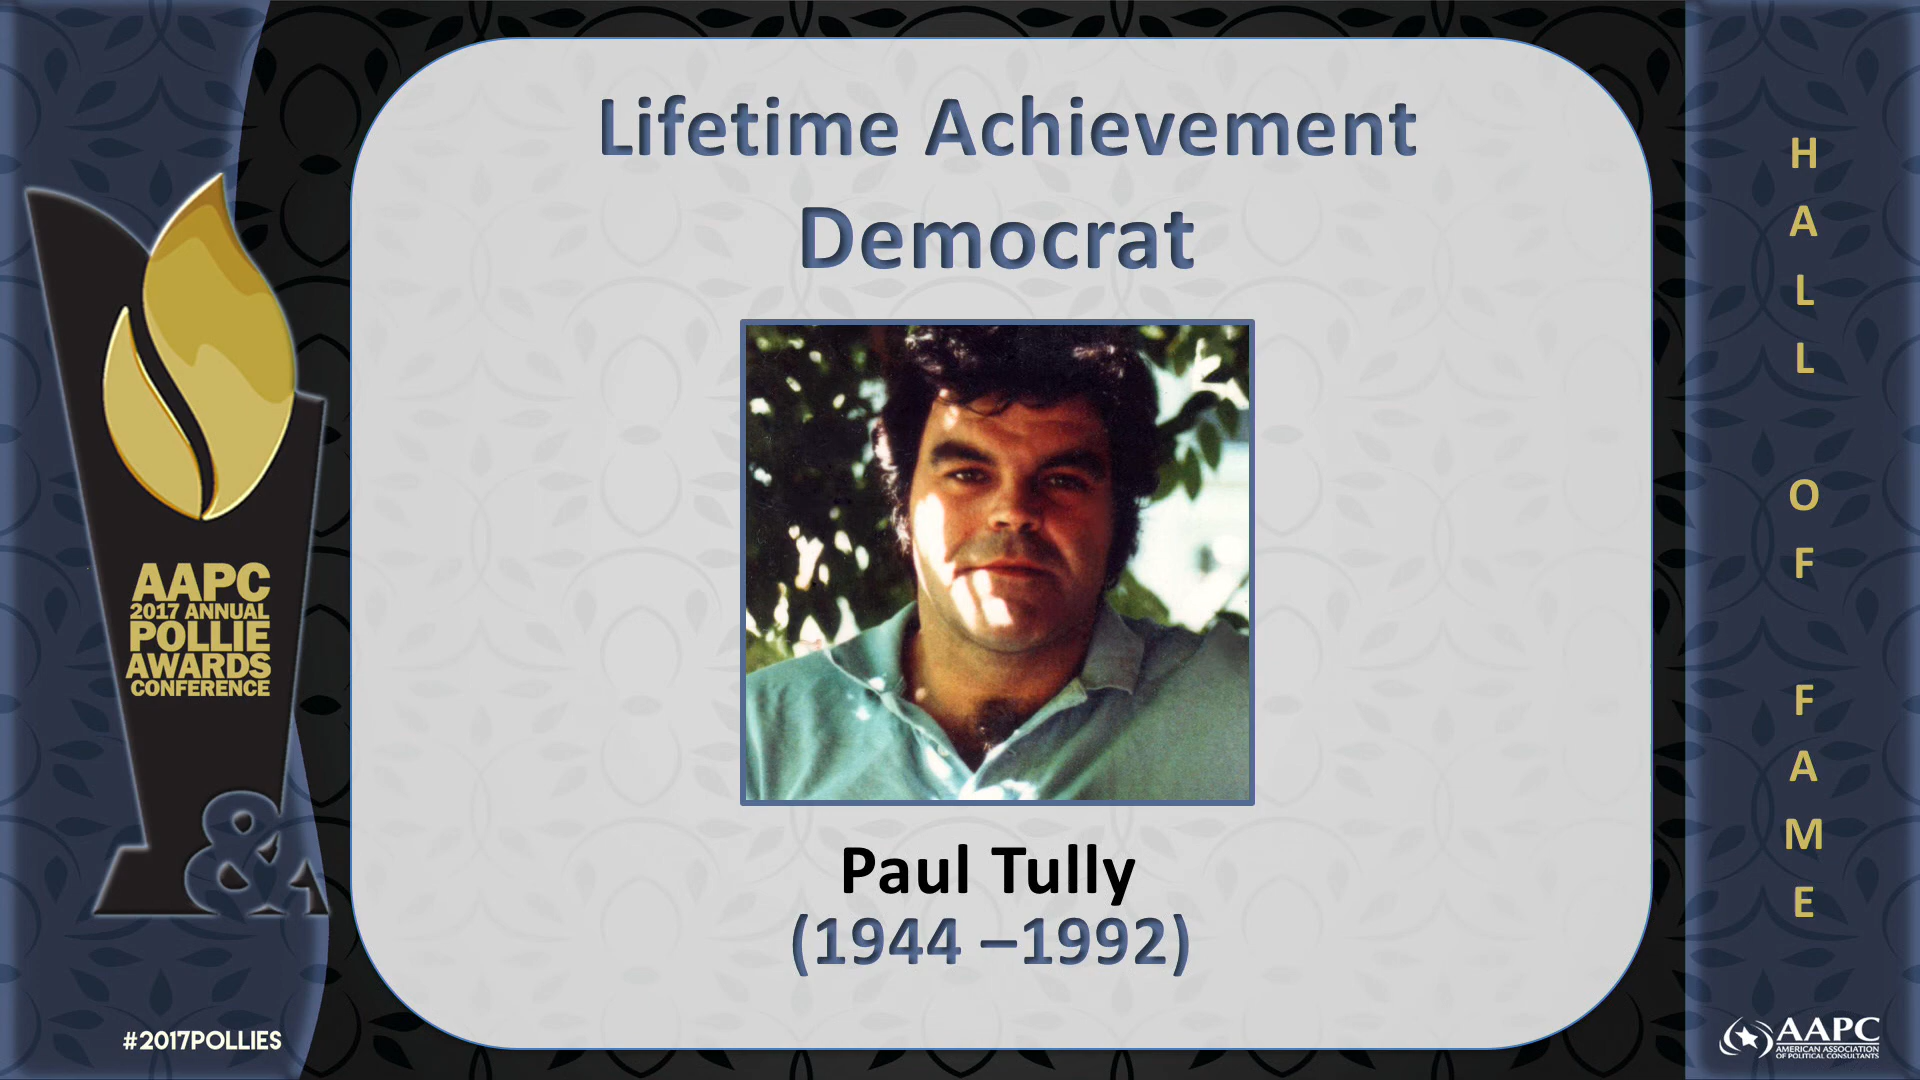 Lifetime Achievement
Democrat
Paul Tully
(1944 –1992)
AAPC
2017 ANNUAL
POLLIE
AWARDS
CONFERENCE
&
#2017POLLIES
H
A
L
L
O
F
F
A
M
E
AAPC
AMERICAN ASSOCIATION
OF POLITICAL CONSULTANTS